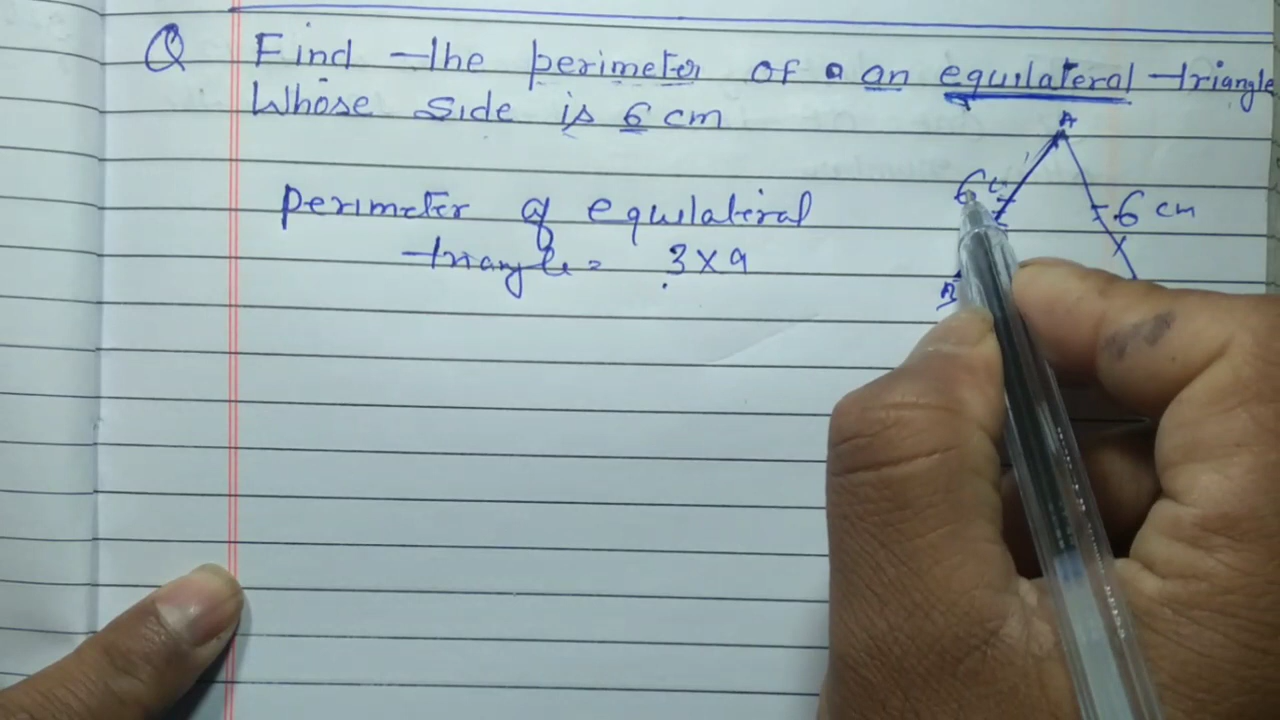 Q Find the perimeter of a an equilateral triangle
Whose side is 6 cm
A
6 c
6 cm
perimeter of equilateral
triangle = 3 x a
B